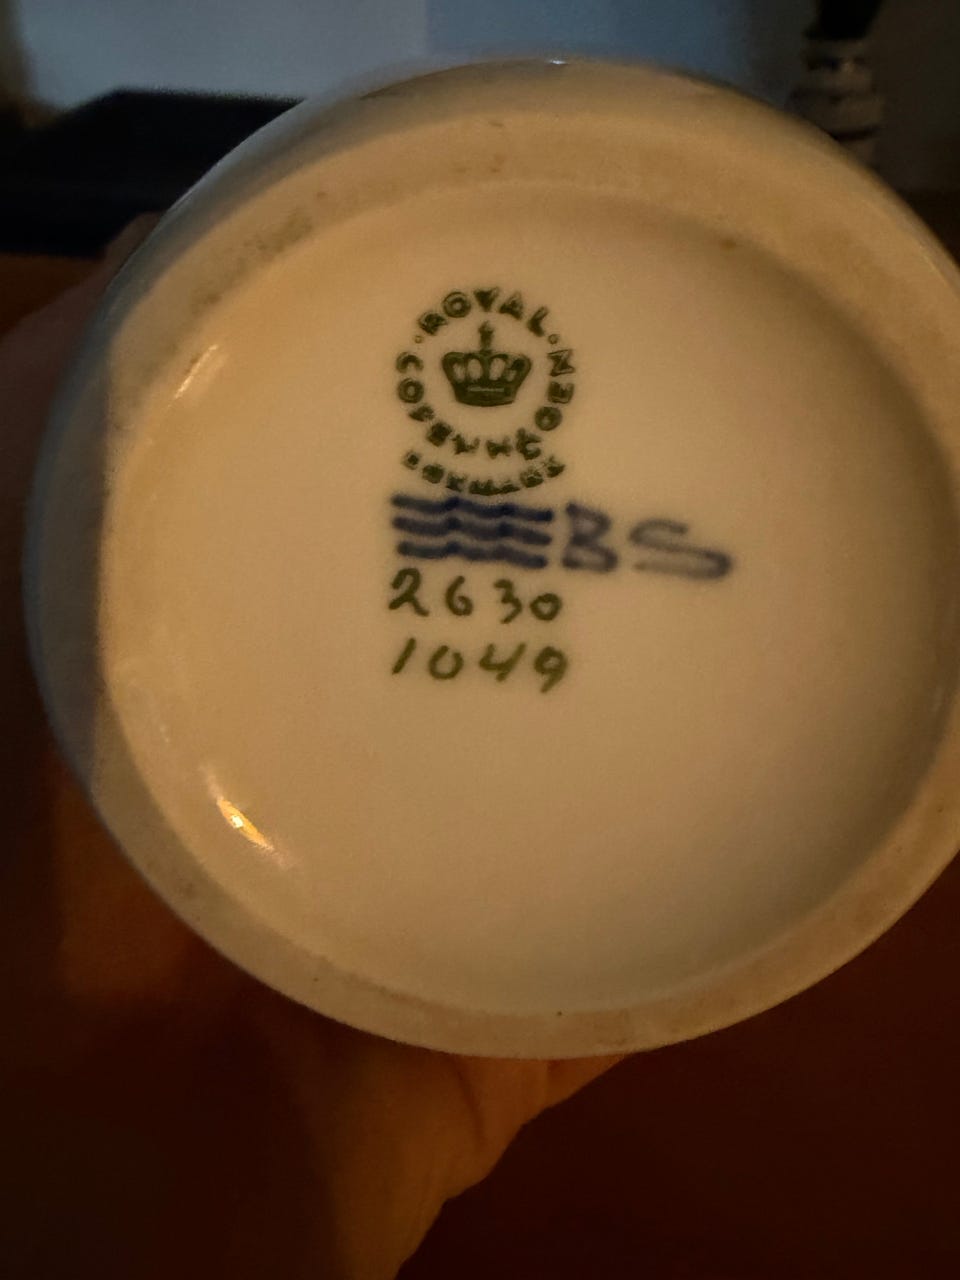 ROYAL
COPENHAGEN
DENMARK
BS
2630
1049